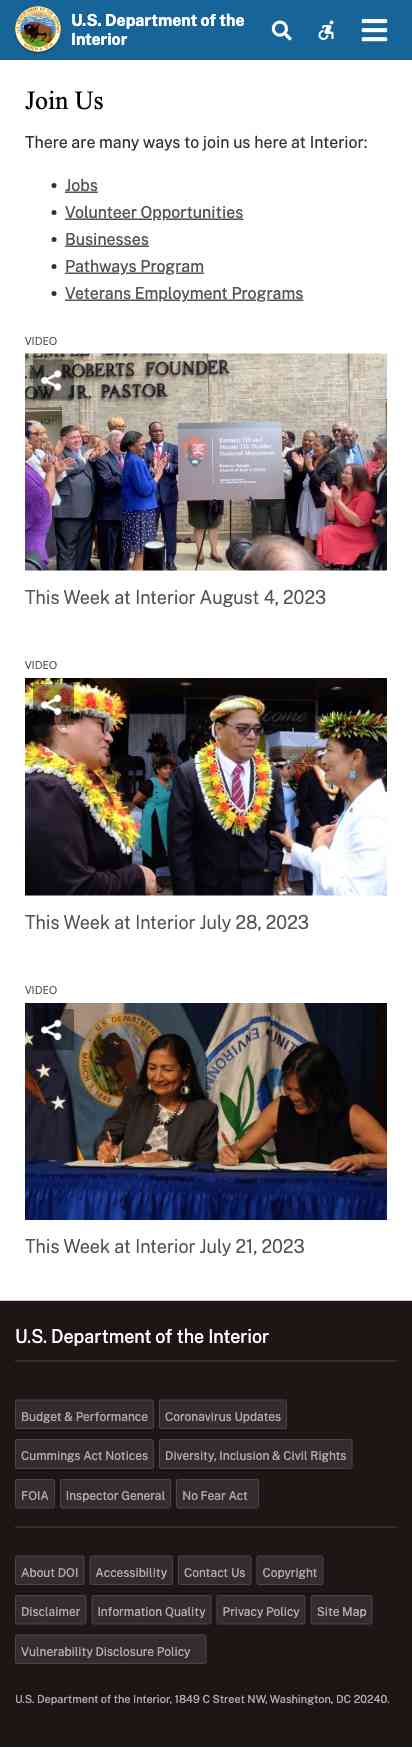 U.S. Department of the
Interior
Join Us
There are many ways to join us here at Interior:
• Jobs
• Volunteer Opportunities
• Businesses
• Pathways Program
• Veterans Employment Programs
VIDEO
ROBERTS FOUNDER
JR. PASTOR
This Week at Interior August 4, 2023
VIDEO
This Week at Interior July 28, 2023
VIDEO
This Week at Interior July 21, 2023
U.S. Department of the Interior
Budget & Performance Coronavirus Updates
Cummings Act Notices Diversity, Inclusion & Civil Rights
FOIA Inspector General No Fear Act
About DOI Accessibility Contact Us Copyright
Disclaimer Information Quality Privacy Policy Site Map
Vulnerability Disclosure Policy
U.S. Department of the Interior, 1849 C Street NW, Washington, DC 20240.